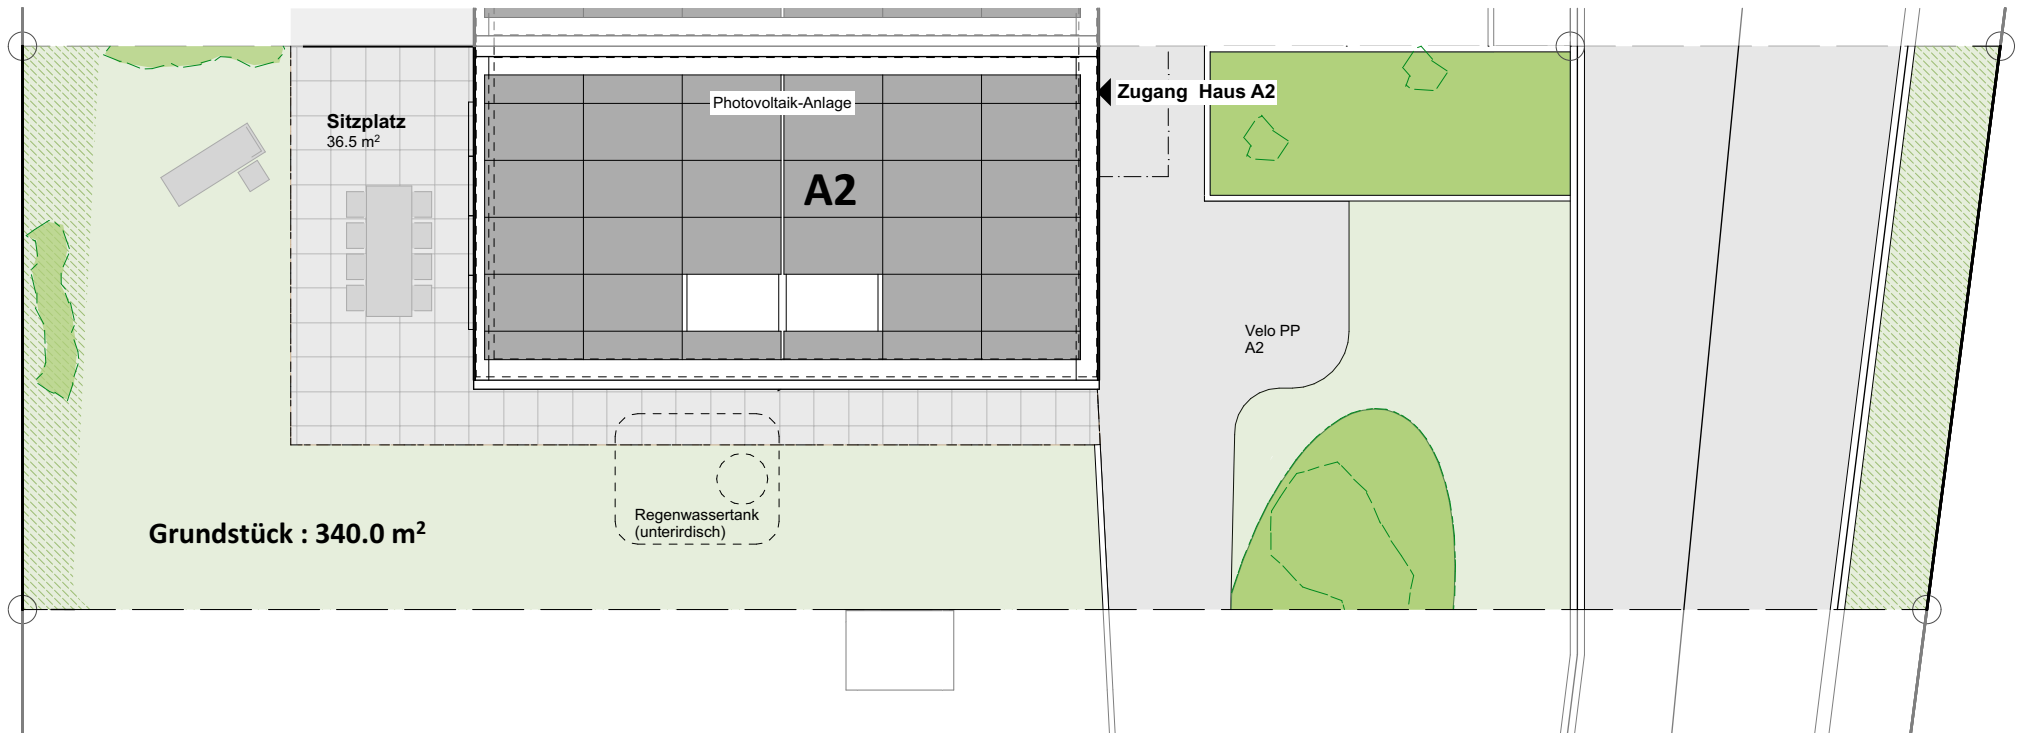 Photovoltaik-Anlage
Zugang Haus A2
Sitzplatz
36.5 m²
A2
Velo PP
A2
Regenwassertank
(unterirdisch)
Grundstück : 340.0 m²